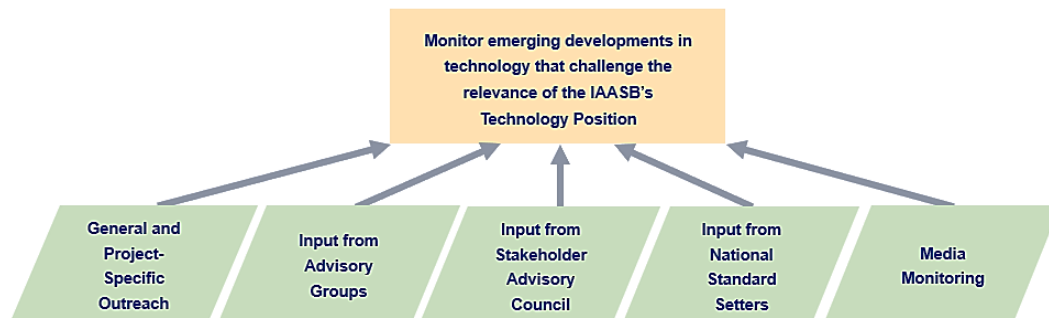 Monitor emerging developments in
technology that challenge the
relevance of the IAASB's
Technology Position
General and
Project-
Specific
Outreach
Input from
Advisory
Groups
Input from
Stakeholder
Advisory
Council
Input from
National
Standard
Setters
Media
Monitoring